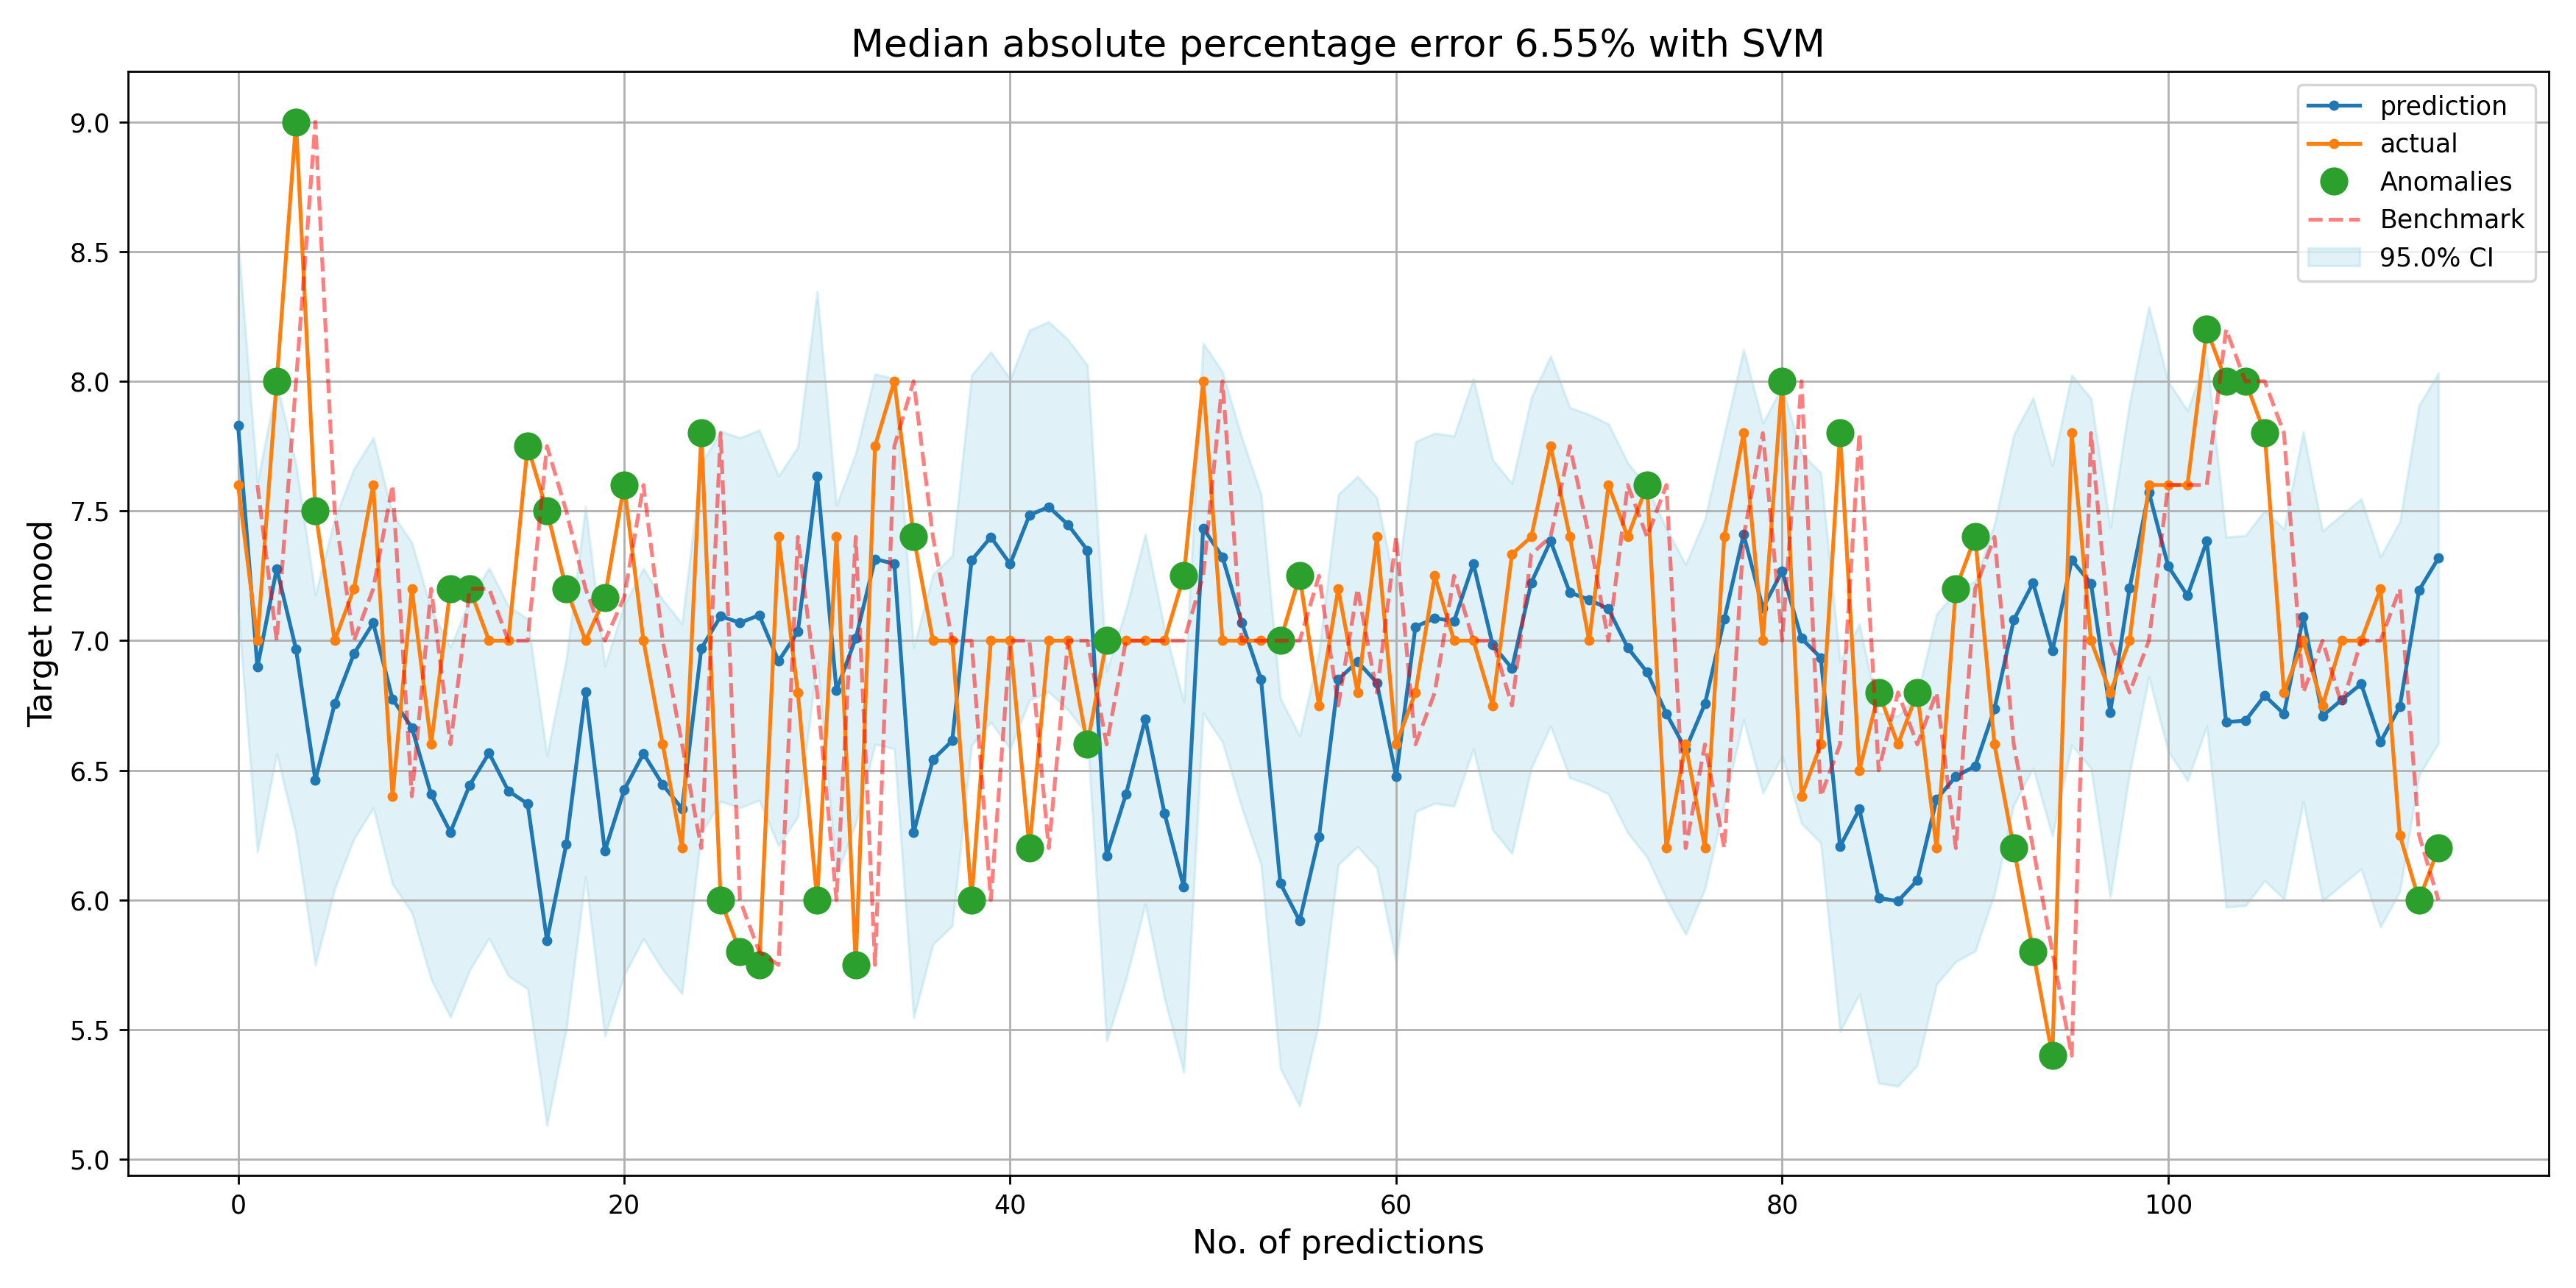 Median absolute percentage error 6.55% with SVM
prediction
actual
Anomalies
Benchmark
95.0% CI
Target mood
9.0
8.5
8.0
7.5
7.0
6.5
6.0
5.5
5.0
0 20 40 60 80 100
No. of predictions